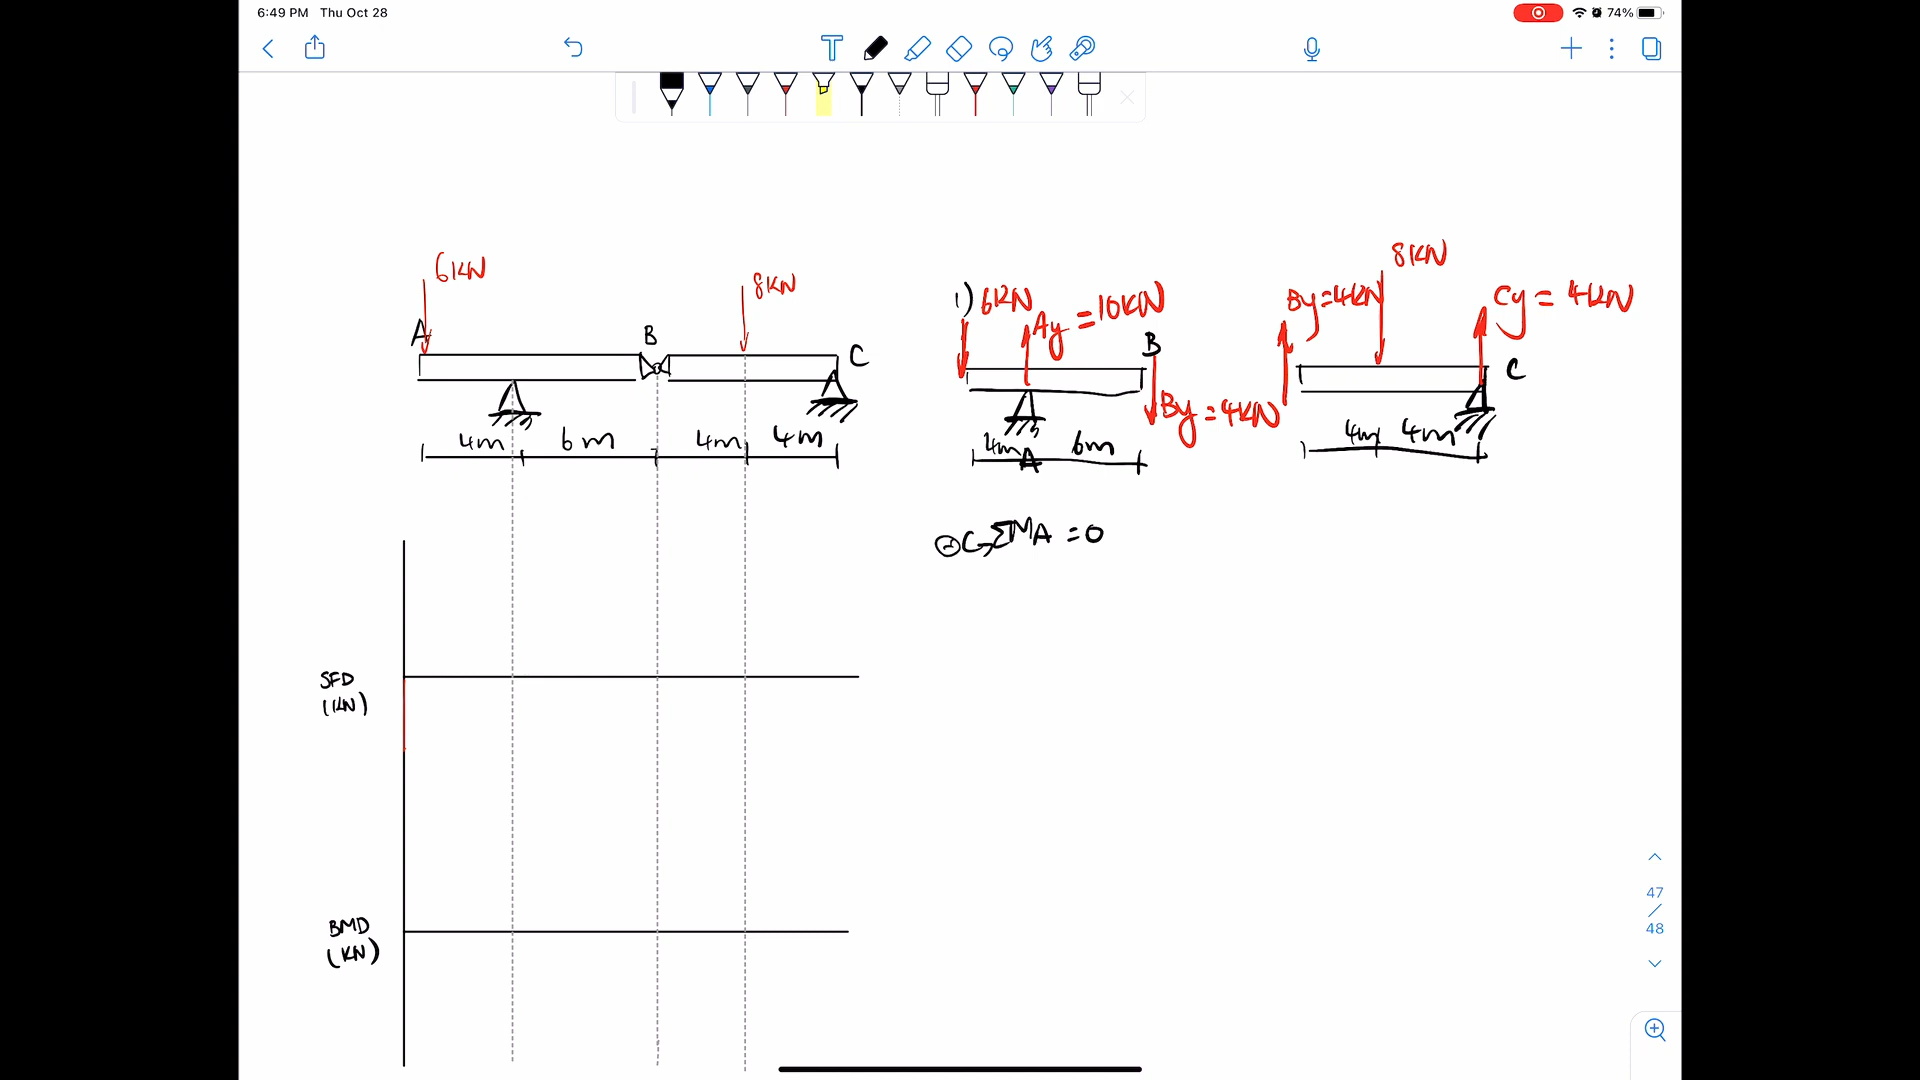 6:49 PM Thu Oct 28
74%
T
6KN
8KN
A
B
C
4m 6m 4m 4m
1) 6KN
Ay = 10KN
B
By = 4KN
4m 6m
A
8KN
By = 4KN
Cy = 4KN
C
4m 4m
ΣMA = 0
SFD
(KN)
BMD
(KN)
47
/
48